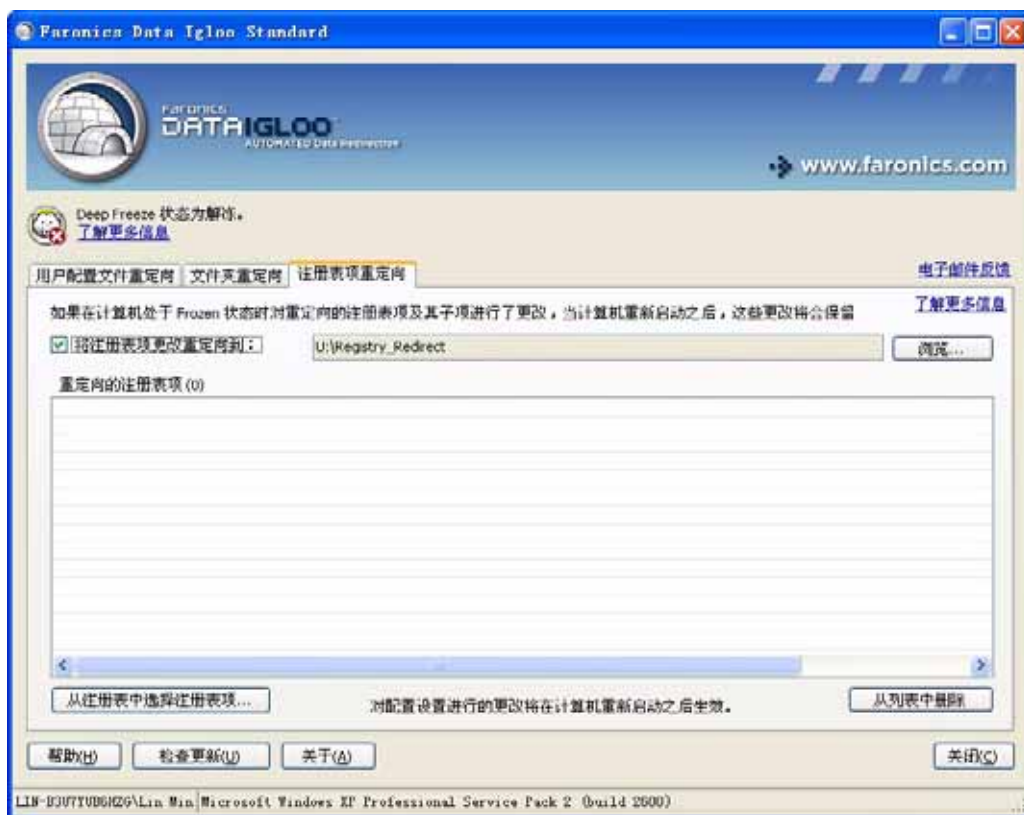 Faronics Data Igloo Standard
FARONICS
DATAIGLOO
AUTOMATED Data Redirection
www.faronics.com
Deep Freeze 状态为解冻。
了解更多信息
用户配置文件重定向 文件夹重定向 注册表项重定向 电子邮件反馈
如果在计算机处于 Frozen 状态时对重定向的注册表项及其子项进行了更改，当计算机重新启动之后，这些更改将会保留 了解更多信息
将注册表项更改重定向到： U:\Registry_Redirect 浏览...
重定向的注册表项 (0)
从注册表中选择注册表项... 对配置设置进行的更改将在计算机重新启动之后生效。 从列表中删除
帮助(H) 检查更新(U) 关于(A) 关闭(C)
\Lin Min Microsoft Windows XP Professional Service Pack 2 (build 2600)